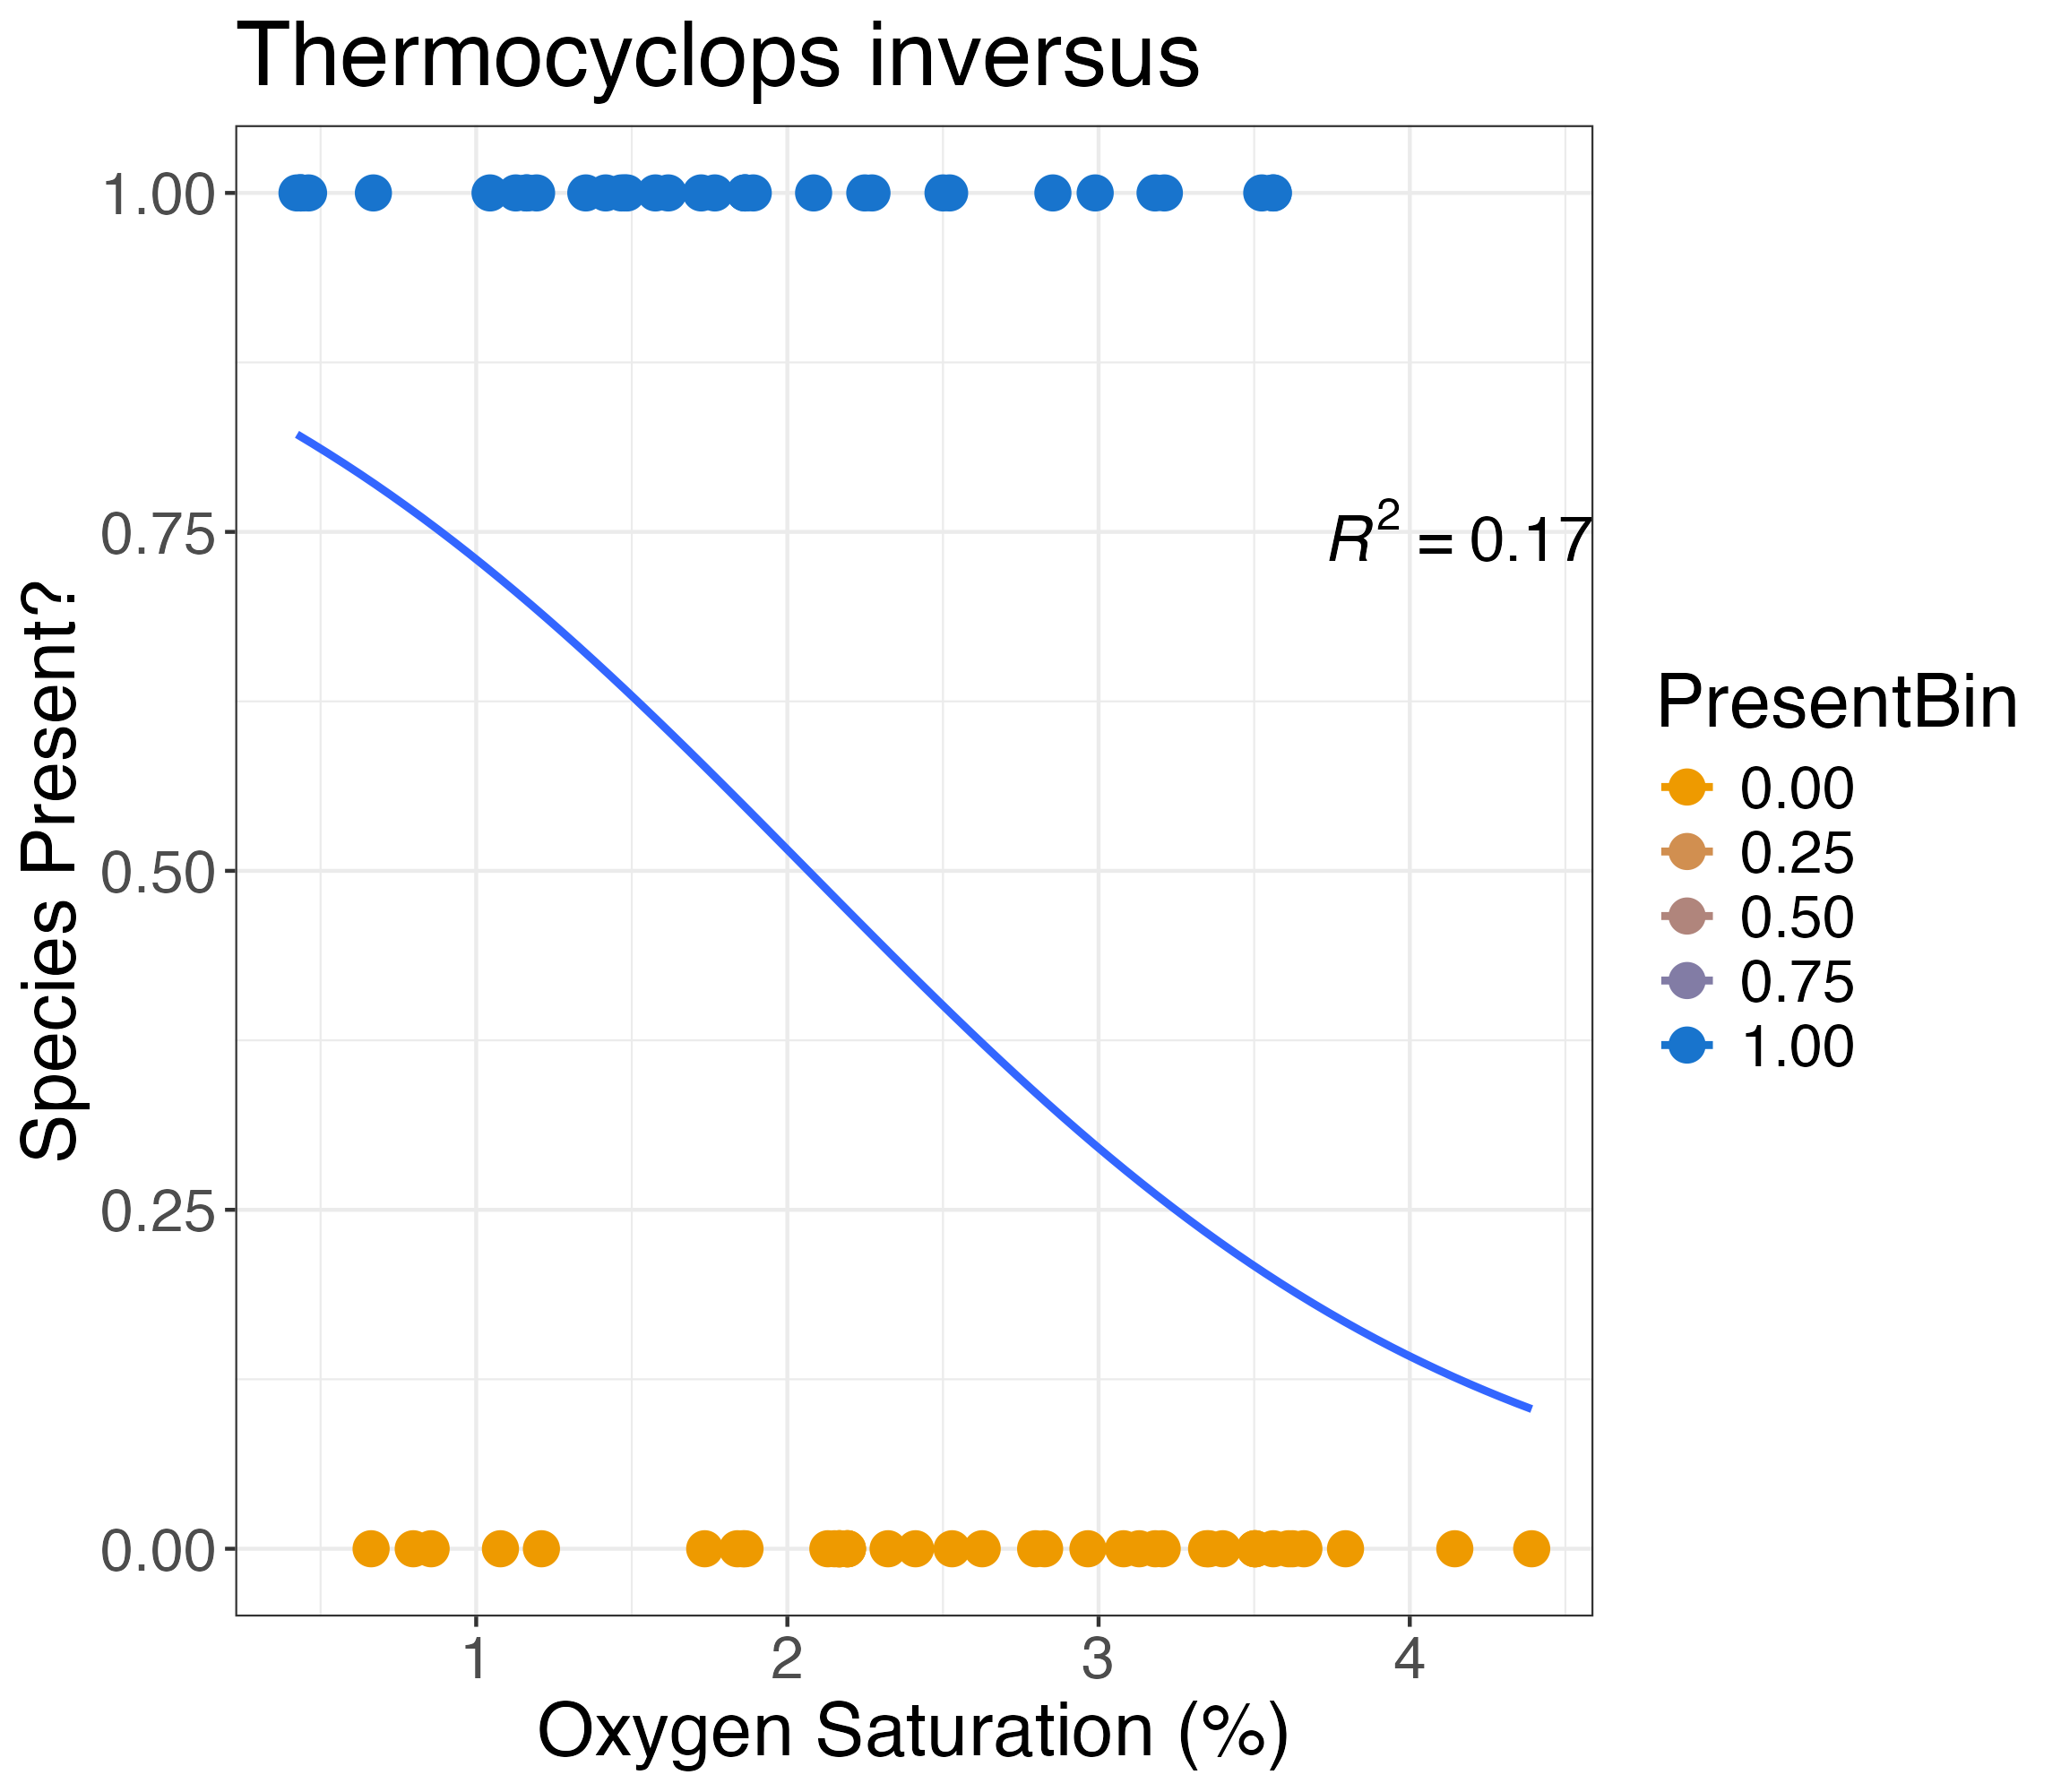 Thermocyclops inversus
1.00
0.75
0.50
0.25
0.00
Species Present?
R² = 0.17
1 2 3 4
Oxygen Saturation (%)
PresentBin
0.00
0.25
0.50
0.75
1.00